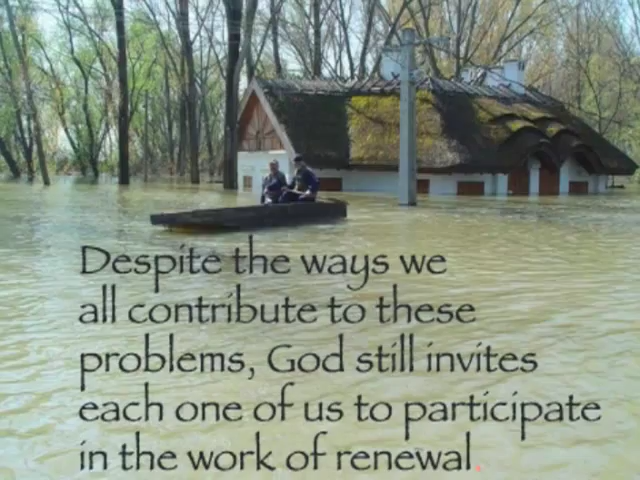 Despite the ways we
all contribute to these
problems, God still invites
each one of us to participate
in the work of renewal.